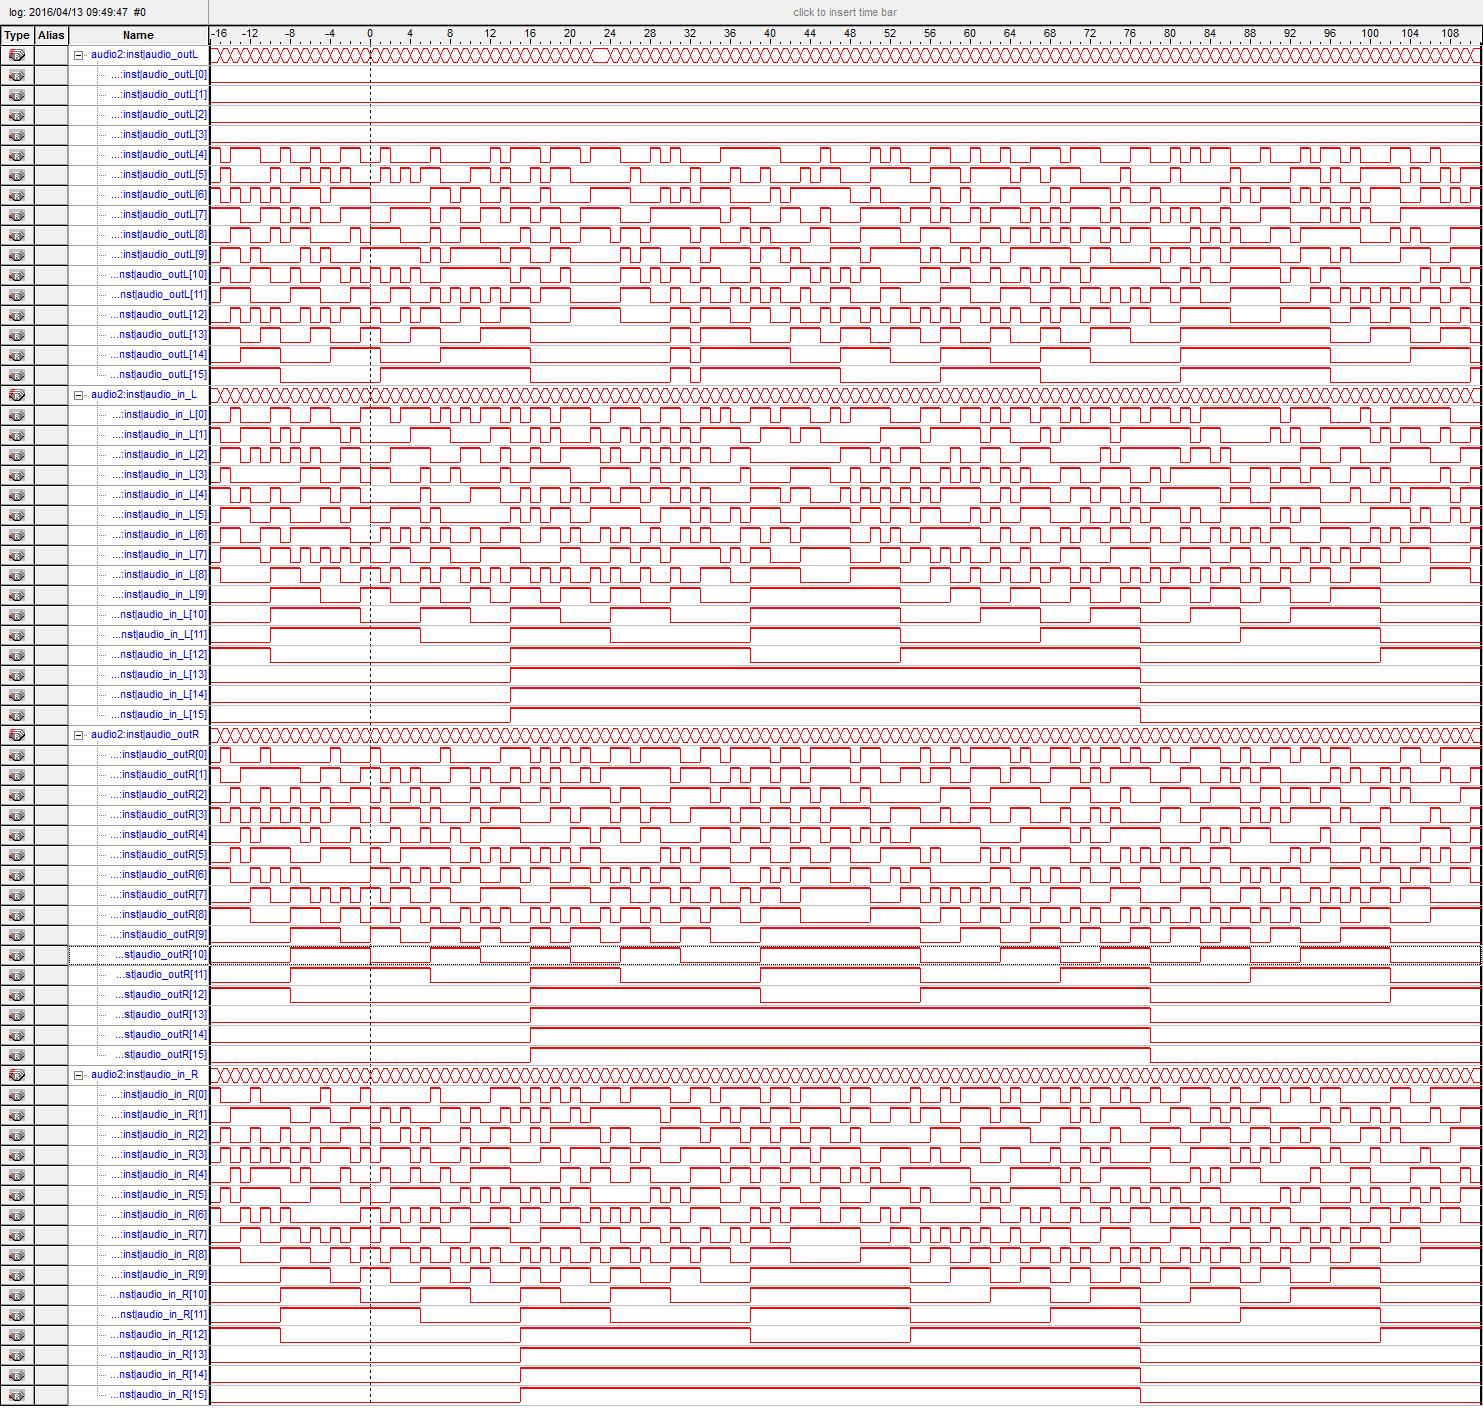 log: 2016/04/13 09:49:47 #0
click to insert time bar
Type Alias Name -16 -12 -8 -4 0 4 8 12 16 20 24 28 32 36 40 44 48 52 56 60 64 68 72 76 80 84 88 92 96 100 104 108
audio2:inst|audio_outL
...:inst|audio_outL[0]
...:inst|audio_outL[1]
...:inst|audio_outL[2]
...:inst|audio_outL[3]
...:inst|audio_outL[4]
...:inst|audio_outL[5]
...:inst|audio_outL[6]
...:inst|audio_outL[7]
...:inst|audio_outL[8]
...:inst|audio_outL[9]
...nst|audio_outL[10]
...nst|audio_outL[11]
...nst|audio_outL[12]
...nst|audio_outL[13]
...nst|audio_outL[14]
...nst|audio_outL[15]
audio2:inst|audio_in_L
...:inst|audio_in_L[0]
...:inst|audio_in_L[1]
...:inst|audio_in_L[2]
...:inst|audio_in_L[3]
...:inst|audio_in_L[4]
...:inst|audio_in_L[5]
...:inst|audio_in_L[6]
...:inst|audio_in_L[7]
...:inst|audio_in_L[8]
...:inst|audio_in_L[9]
...nst|audio_in_L[10]
...nst|audio_in_L[11]
...nst|audio_in_L[12]
...nst|audio_in_L[13]
...nst|audio_in_L[14]
...nst|audio_in_L[15]
audio2:inst|audio_outR
...:inst|audio_outR[0]
...:inst|audio_outR[1]
...:inst|audio_outR[2]
...:inst|audio_outR[3]
...:inst|audio_outR[4]
...:inst|audio_outR[5]
...:inst|audio_outR[6]
...:inst|audio_outR[7]
...:inst|audio_outR[8]
...:inst|audio_outR[9]
...st|audio_outR[10]
...st|audio_outR[11]
...st|audio_outR[12]
...st|audio_outR[13]
...st|audio_outR[14]
...st|audio_outR[15]
audio2:inst|audio_in_R
...:inst|audio_in_R[0]
...:inst|audio_in_R[1]
...:inst|audio_in_R[2]
...:inst|audio_in_R[3]
...:inst|audio_in_R[4]
...:inst|audio_in_R[5]
...:inst|audio_in_R[6]
...:inst|audio_in_R[7]
...:inst|audio_in_R[8]
...:inst|audio_in_R[9]
...nst|audio_in_R[10]
...nst|audio_in_R[11]
...nst|audio_in_R[12]
...nst|audio_in_R[13]
...nst|audio_in_R[14]
...nst|audio_in_R[15]